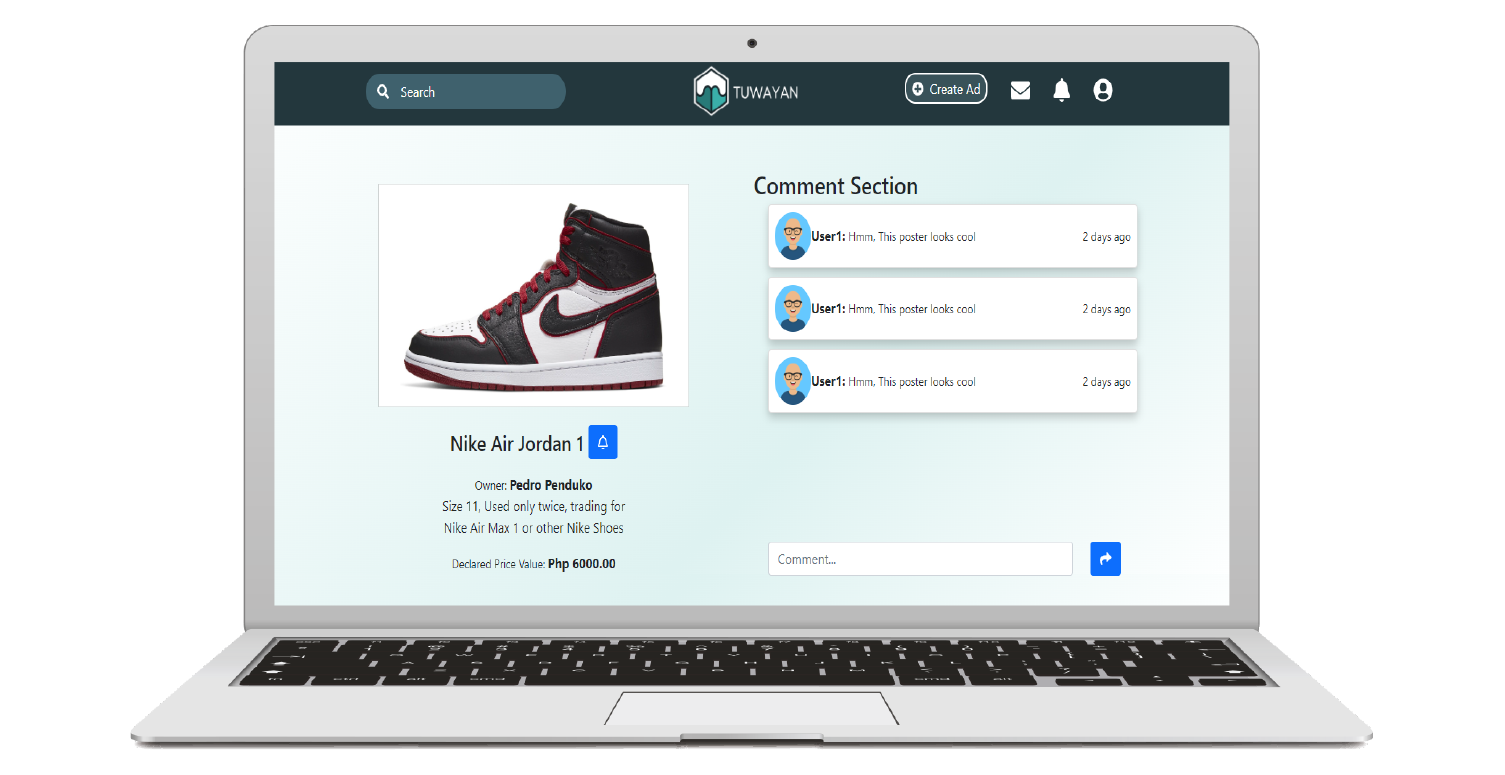 Search
TUWAYAN
Create Ad
Comment Section
User1: Hmm, This poster looks cool
2 days ago
User1: Hmm, This poster looks cool
2 days ago
User1: Hmm, This poster looks cool
2 days ago
Nike Air Jordan 1
Owner: Pedro Penduko
Size 11, Used only twice, trading for
Nike Air Max 1 or other Nike Shoes
Declared Price Value: Php 6000.00
Comment...